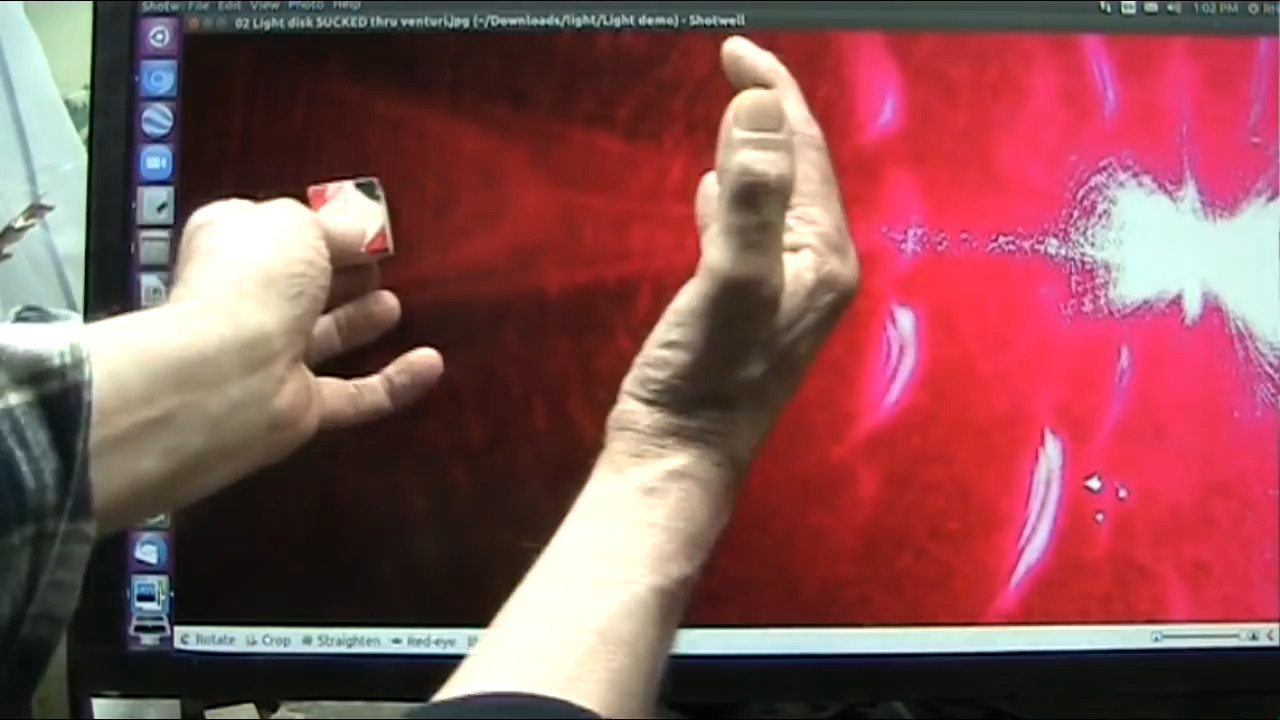 Shotw File Edit View Photo Help
1:02 PM
02 Light disk SUCKED thru venturi.jpg (~/Downloads/light/Light demo) - Shotwell
Rotate Crop Straighten Red-eye